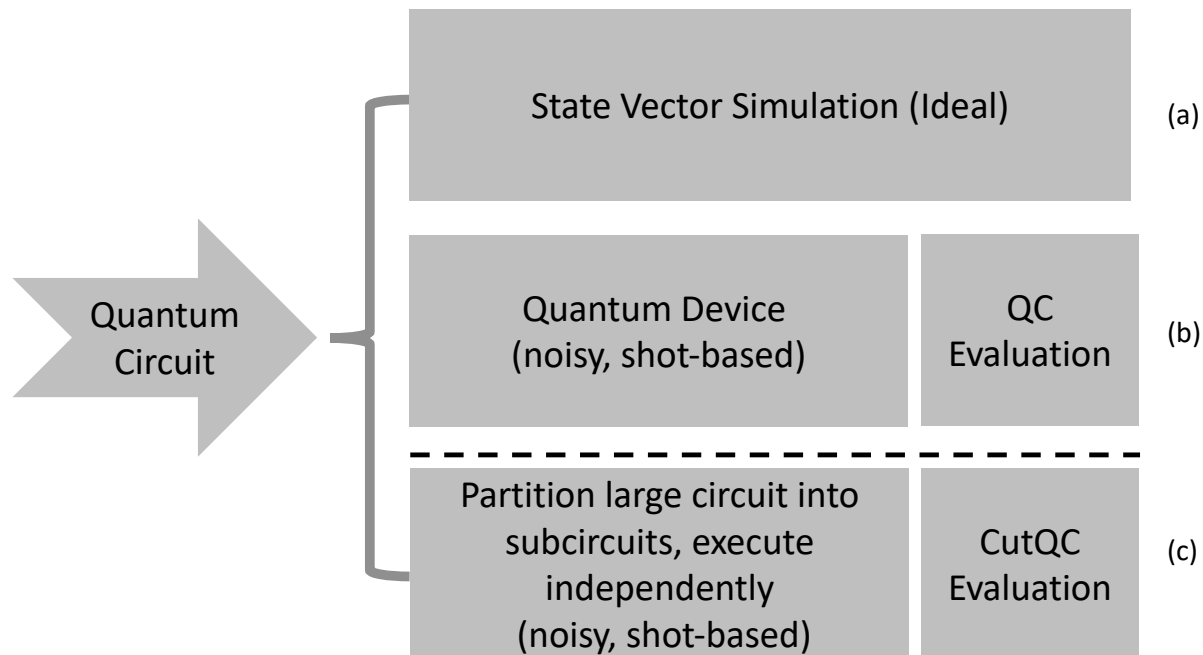 State Vector Simulation (Ideal)
(a)
Quantum
Circuit
Quantum Device
(noisy, shot-based)
QC
Evaluation
(b)
Partition large circuit into
subcircuits, execute
independently
(noisy, shot-based)
CutQC
Evaluation
(c)